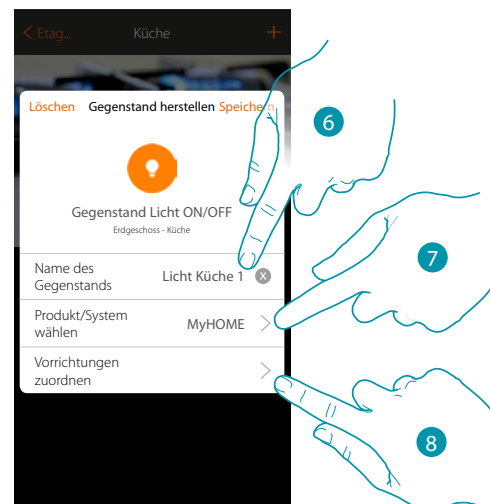 Etag... Küche +
Löschen Gegenstand herstellen Speichern
6
Gegenstand Licht ON/OFF
Erdgeschoss - Küche
7
Name des
Gegenstands
Licht Küche 1 X
Produkt/System
wählen
MyHOME
Vorrichtungen
zuordnen
8